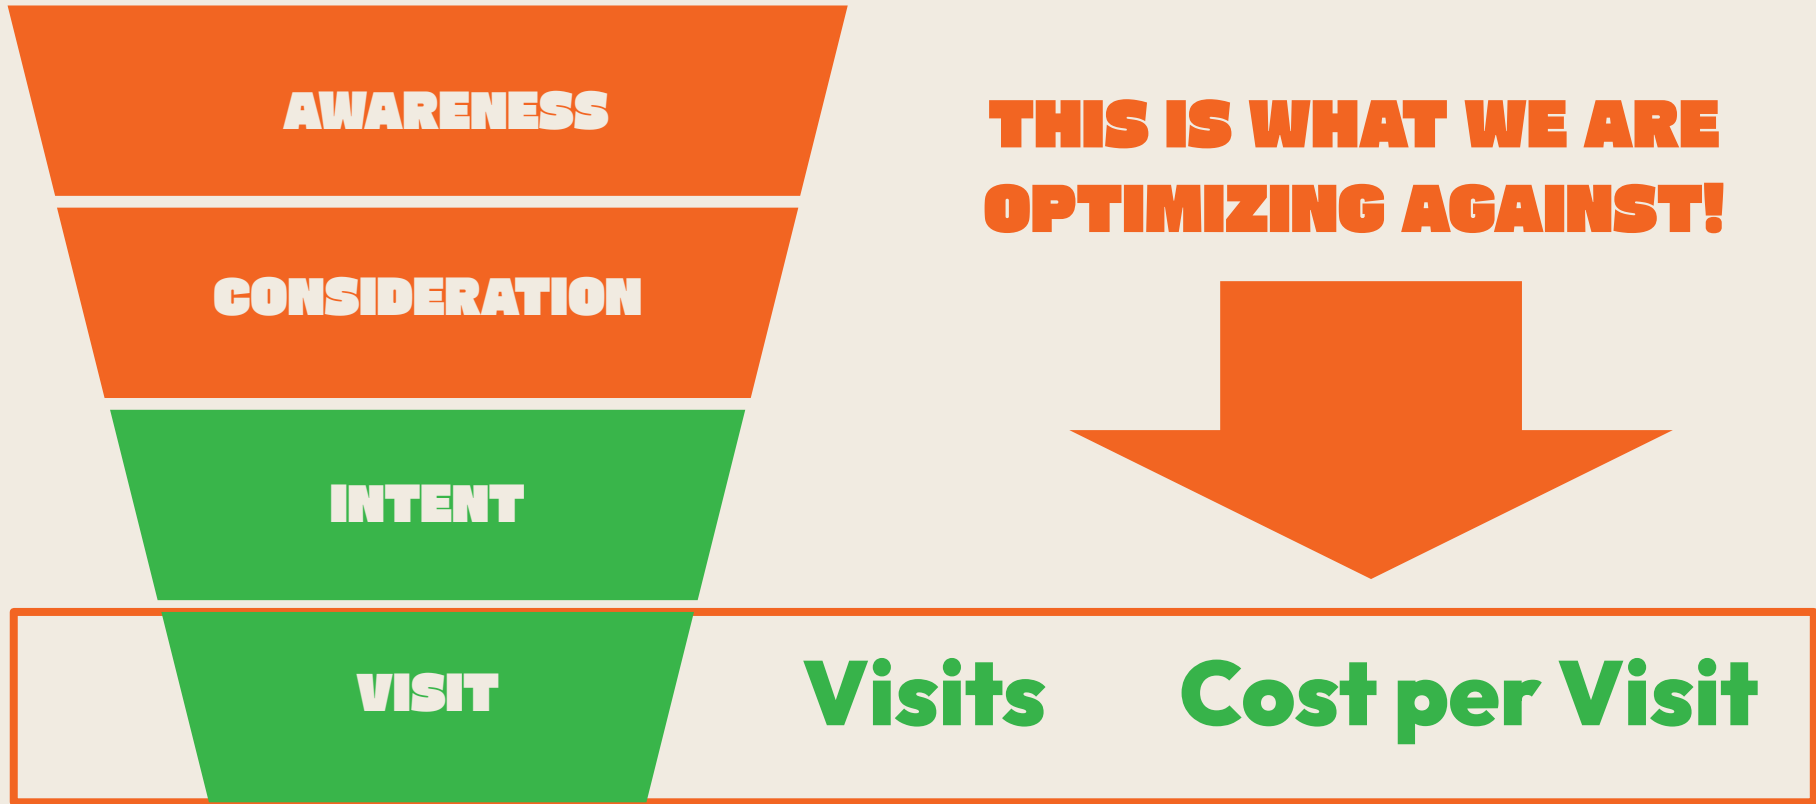 AWARENESS
THIS IS WHAT WE ARE
OPTIMIZING AGAINST!
CONSIDERATION
INTENT
VISIT
Visits
Cost per Visit